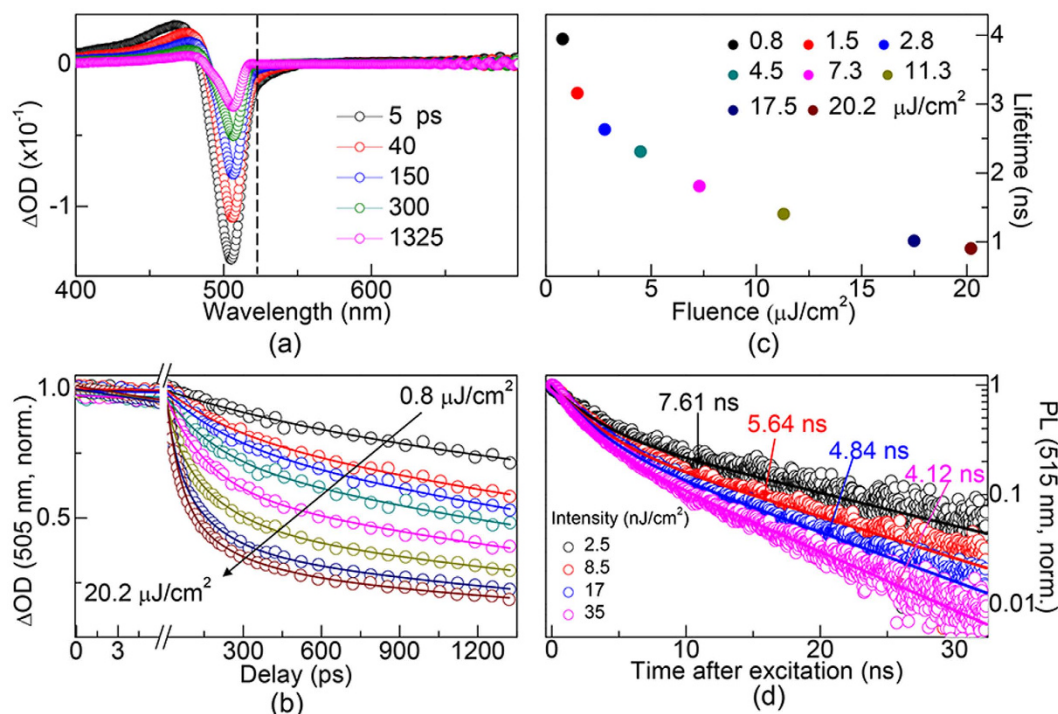 0
-1
ΔOD (x10⁻¹)
5 ps
40
150
300
1325
400
500
600
Wavelength (nm)
(a)
0.8
1.5
2.8
4.5
7.3
11.3
17.5
20.2 μJ/cm²
4
3
2
1
Lifetime (ns)
0
5
10
15
20
Fluence (μJ/cm²)
(c)
1.0
0.5
ΔOD (505 nm, norm.)
0.8 μJ/cm²
20.2 μJ/cm²
0
3
300
600
900
1200
Delay (ps)
(b)
7.61 ns
5.64 ns
4.84 ns
4.12 ns
Intensity (nJ/cm²)
2.5
8.5
17
35
1
0.1
0.01
PL (515 nm, norm.)
0
10
20
30
Time after excitation (ns)
(d)